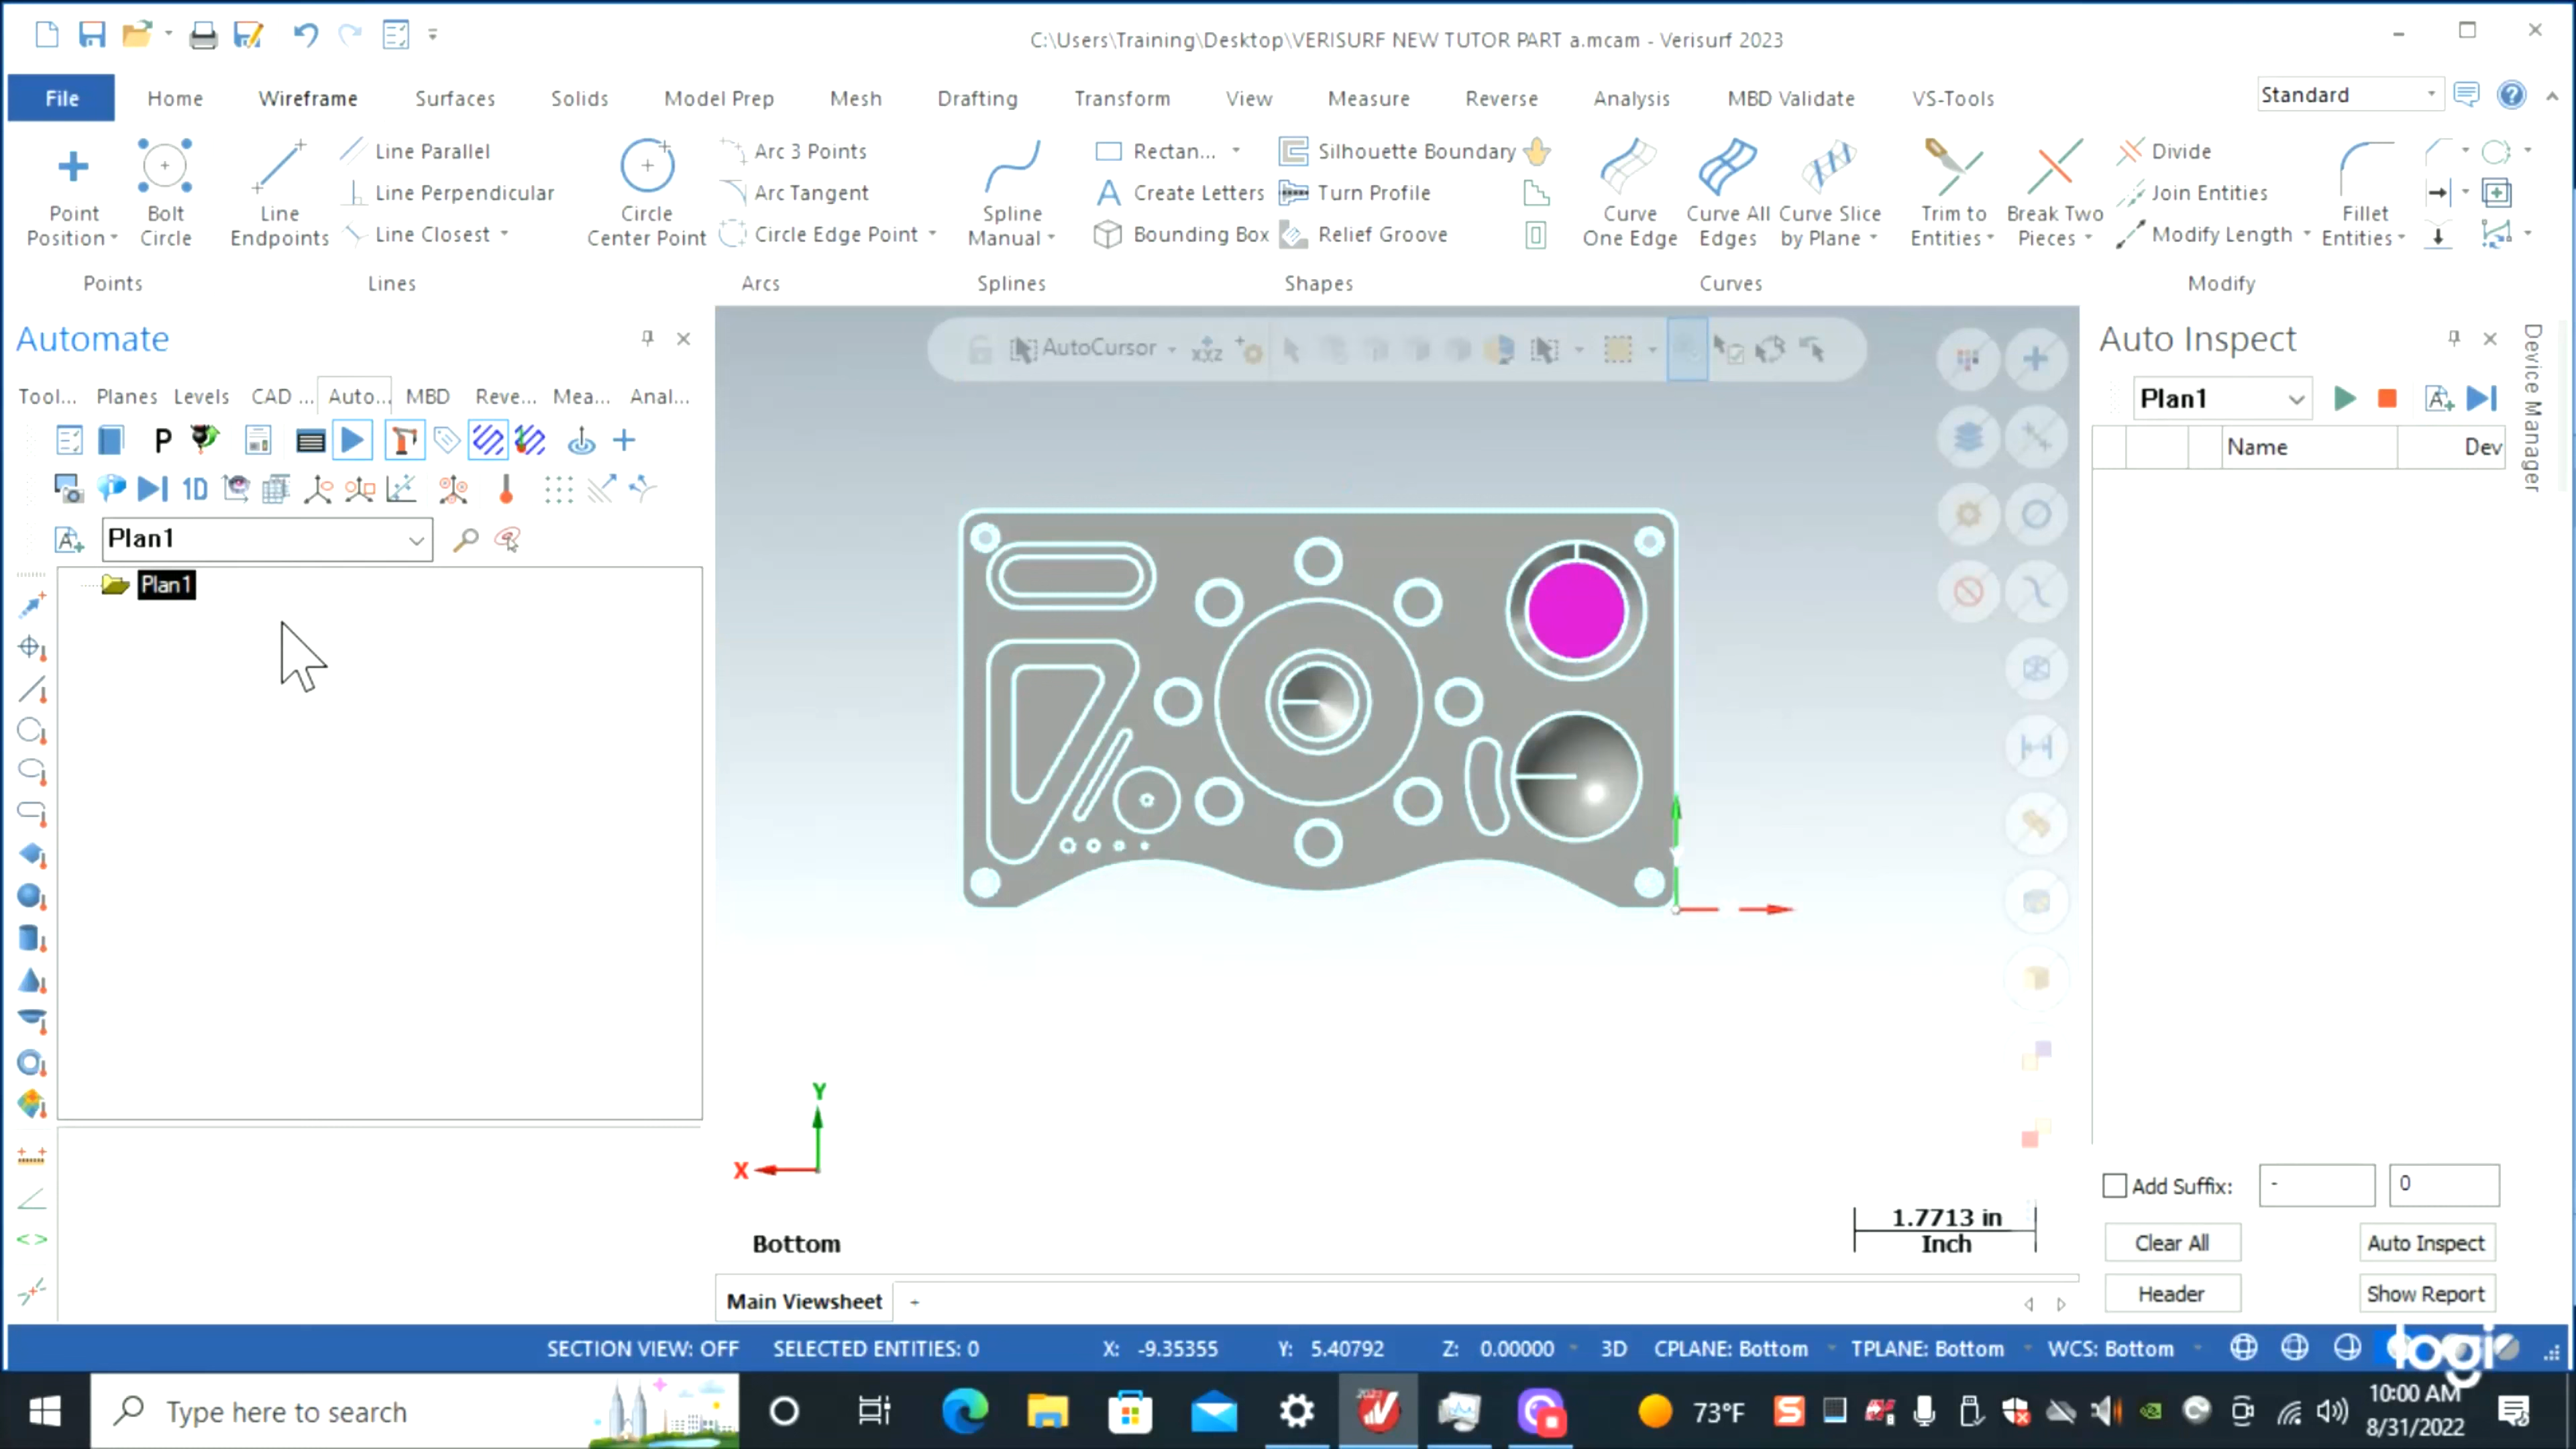 C:\Users\Training\Desktop\VERISURF NEW TUTOR PART a.mcam - Verisurf 2023
File Home Wireframe Surfaces Solids Model Prep Mesh Drafting Transform View Measure Reverse Analysis MBD Validate VS-Tools Standard
Point Position
Bolt Circle
Points
Line Endpoints
Line Parallel
Line Perpendicular
Line Closest
Lines
Circle Center Point
Arc 3 Points
Arc Tangent
Circle Edge Point
Arcs
Spline Manual
Splines
Rectan...
Create Letters
Bounding Box
Silhouette Boundary
Turn Profile
Relief Groove
Shapes
Curve One Edge
Curve All Edges
Curve Slice by Plane
Curves
Trim to Entities
Break Two Pieces
Divide
Join Entities
Modify Length
Fillet Entities
Modify
Automate
Tool... Planes Levels CAD ... Auto... MBD Reve... Mea... Anal...
P
1D
Plan1
Plan1
AutoCursor
XYZ
Y
X
Bottom
1.7713 in
Inch
Main Viewsheet +
Auto Inspect
Plan1
Name Dev
Device Manager
Add Suffix: - 0
Clear All Auto Inspect
Header Show Report
SECTION VIEW: OFF SELECTED ENTITIES: 0 X: -9.35355 Y: 5.40792 Z: 0.00000 3D CPLANE: Bottom TPLANE: Bottom WCS: Bottom
Type here to search
73°F
10:00 AM
8/31/2022